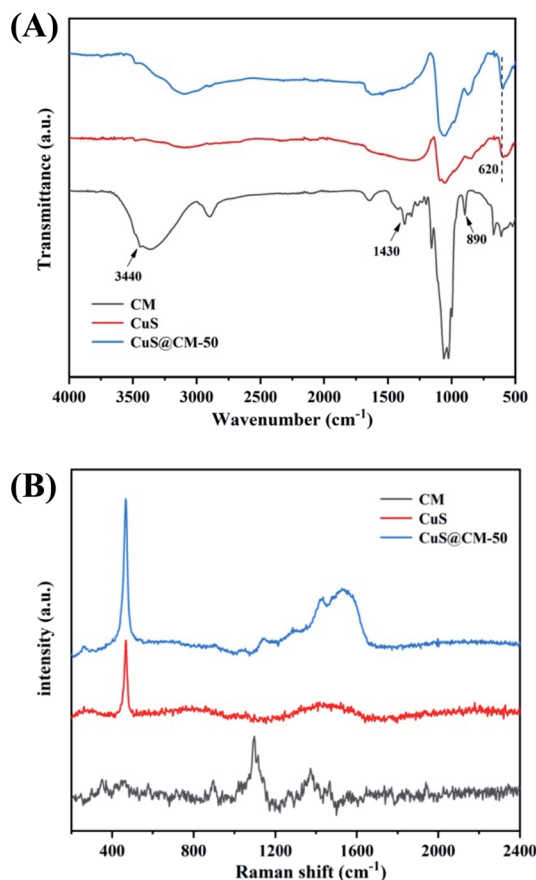 (A)
Transmittance (a.u.)
620
1430
890
3440
CM
CuS
CuS@CM-50
4000 3500 3000 2500 2000 1500 1000 500
Wavenumber (cm⁻¹)
(B)
CM
CuS
CuS@CM-50
intensity (a.u.)
400 800 1200 1600 2000 2400
Raman shift (cm⁻¹)